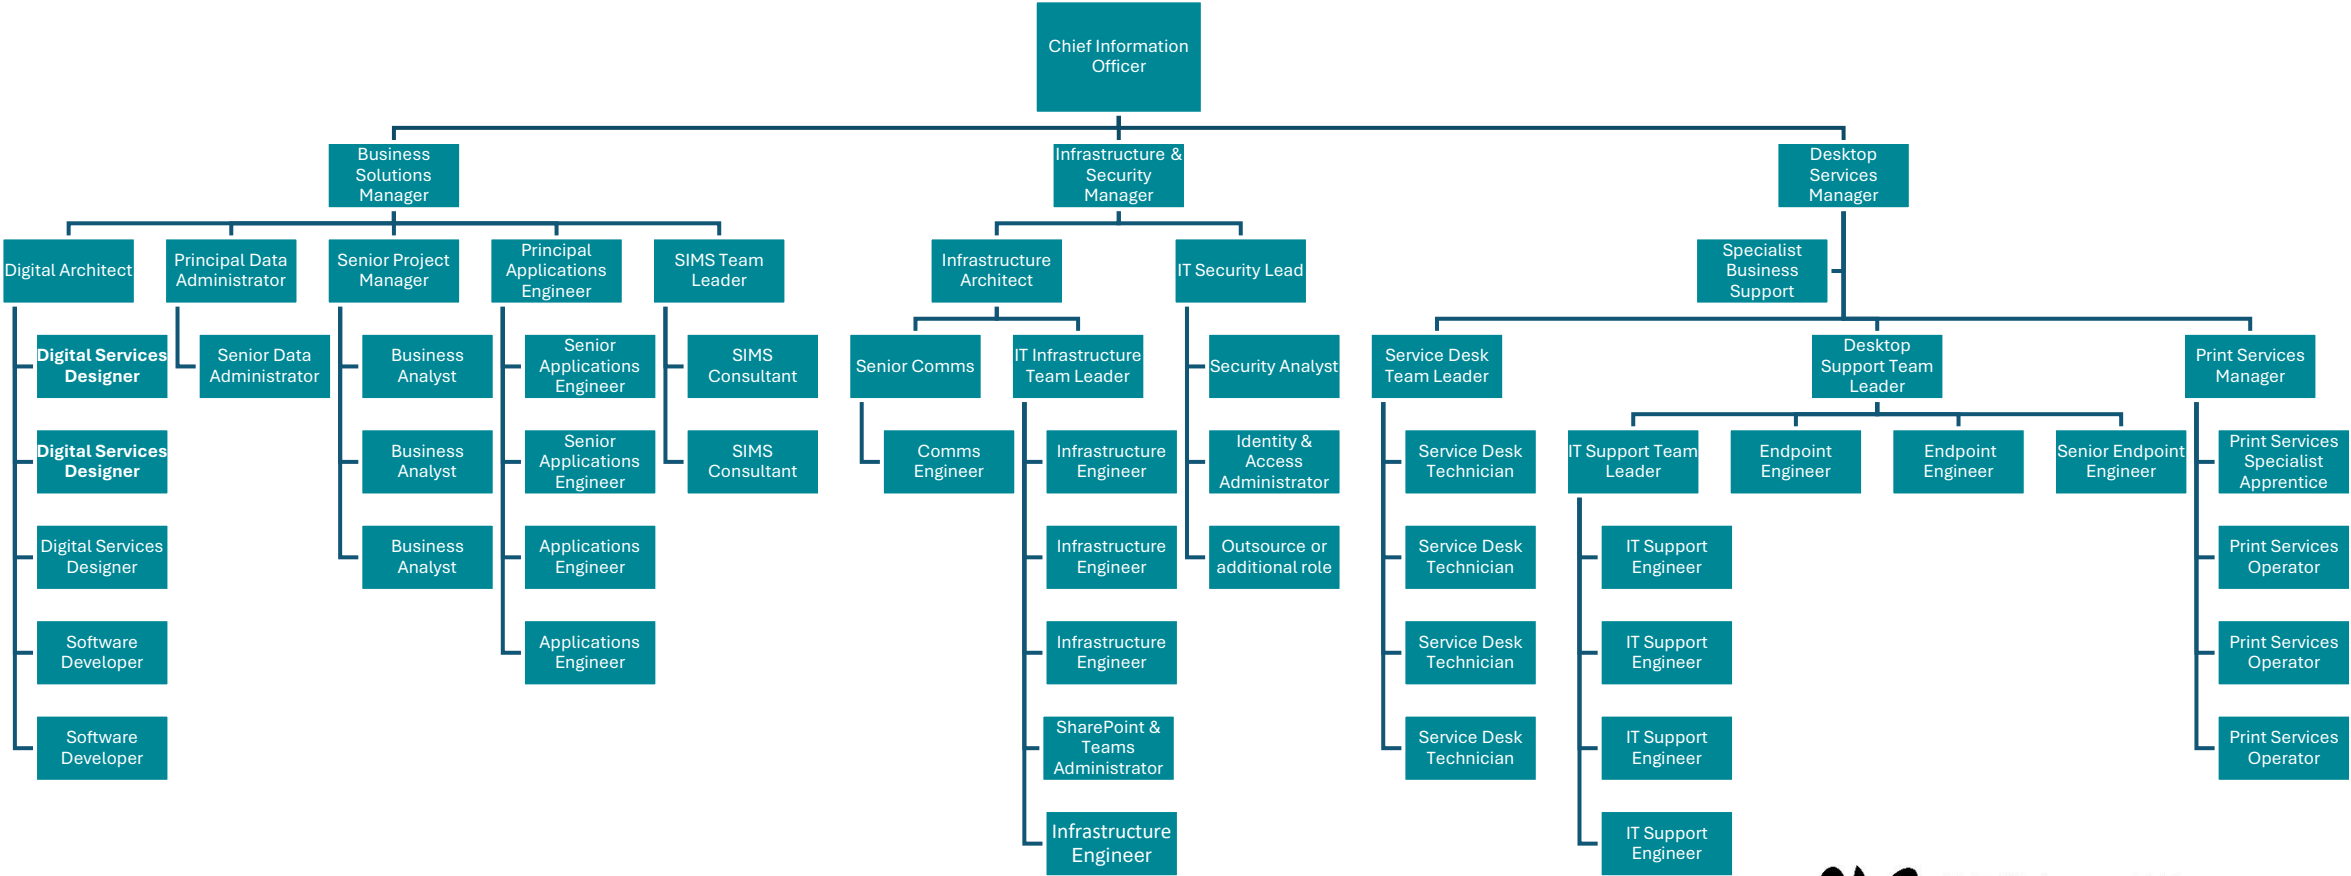 Chief Information
Officer
Business
Solutions
Manager
Infrastructure &
Security
Manager
Desktop
Services
Manager
Digital Architect
Principal Data
Administrator
Senior Project
Manager
Principal
Applications
Engineer
SIMS Team
Leader
Infrastructure
Architect
IT Security Lead
Specialist
Business
Support
Digital Services
Designer
Senior Data
Administrator
Business
Analyst
Senior
Applications
Engineer
SIMS
Consultant
Senior Comms
IT Infrastructure
Team Leader
Security Analyst
Service Desk
Team Leader
Desktop
Support Team
Leader
Print Services
Manager
Digital Services
Designer
Business
Analyst
Senior
Applications
Engineer
SIMS
Consultant
Comms
Engineer
Infrastructure
Engineer
Identity &
Access
Administrator
Service Desk
Technician
IT Support Team
Leader
Endpoint
Engineer
Endpoint
Engineer
Senior Endpoint
Engineer
Print Services
Specialist
Apprentice
Digital Services
Designer
Business
Analyst
Applications
Engineer
Infrastructure
Engineer
Outsource or
additional role
Service Desk
Technician
IT Support
Engineer
Print Services
Operator
Software
Developer
Applications
Engineer
Infrastructure
Engineer
Service Desk
Technician
IT Support
Engineer
Print Services
Operator
Software
Developer
SharePoint &
Teams
Administrator
Service Desk
Technician
IT Support
Engineer
Print Services
Operator
Infrastructure
Engineer
IT Support
Engineer